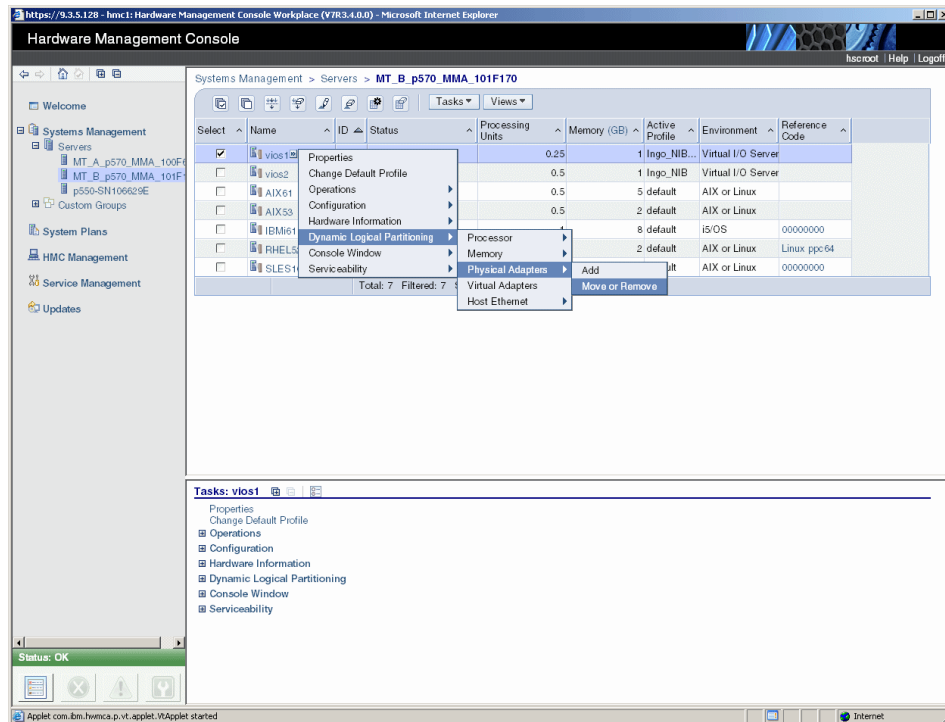 https://9.3.5.128 - hmc1: Hardware Management Console Workplace (V7R3.4.0.0) - Microsoft Internet Explorer
Hardware Management Console
hscroot | Help | Logoff
Systems Management > Servers > MT_B_p570_MMA_101F170
Welcome
Systems Management
Servers
MT_A_p570_MMA_100F6
MT_B_p570_MMA_101F
p550-SN106629E
Custom Groups
System Plans
HMC Management
Service Management
Updates
Tasks Views
Select Name ID Status Processing Units Memory (GB) Active Profile Environment Reference Code
vios1 0.25 1 Ingo_NIB... Virtual I/O Server
vios2 0.5 1 Ingo_NIB Virtual I/O Server
AIX61 0.5 5 default AIX or Linux
AIX53 0.5 2 default AIX or Linux
IBMi61 8 default i5/OS 00000000
RHEL5 2 default AIX or Linux Linux ppc64
SLES1 AIX or Linux 00000000
Total: 7 Filtered: 7
Properties
Change Default Profile
Operations
Configuration
Hardware Information
Dynamic Logical Partitioning
Console Window
Serviceability
Processor
Memory
Physical Adapters
Virtual Adapters
Host Ethernet
Add
Move or Remove
Tasks: vios1
Properties
Change Default Profile
Operations
Configuration
Hardware Information
Dynamic Logical Partitioning
Console Window
Serviceability
Status: OK
Applet com.ibm.hwmca.p.vt.applet.VtApplet started
Internet